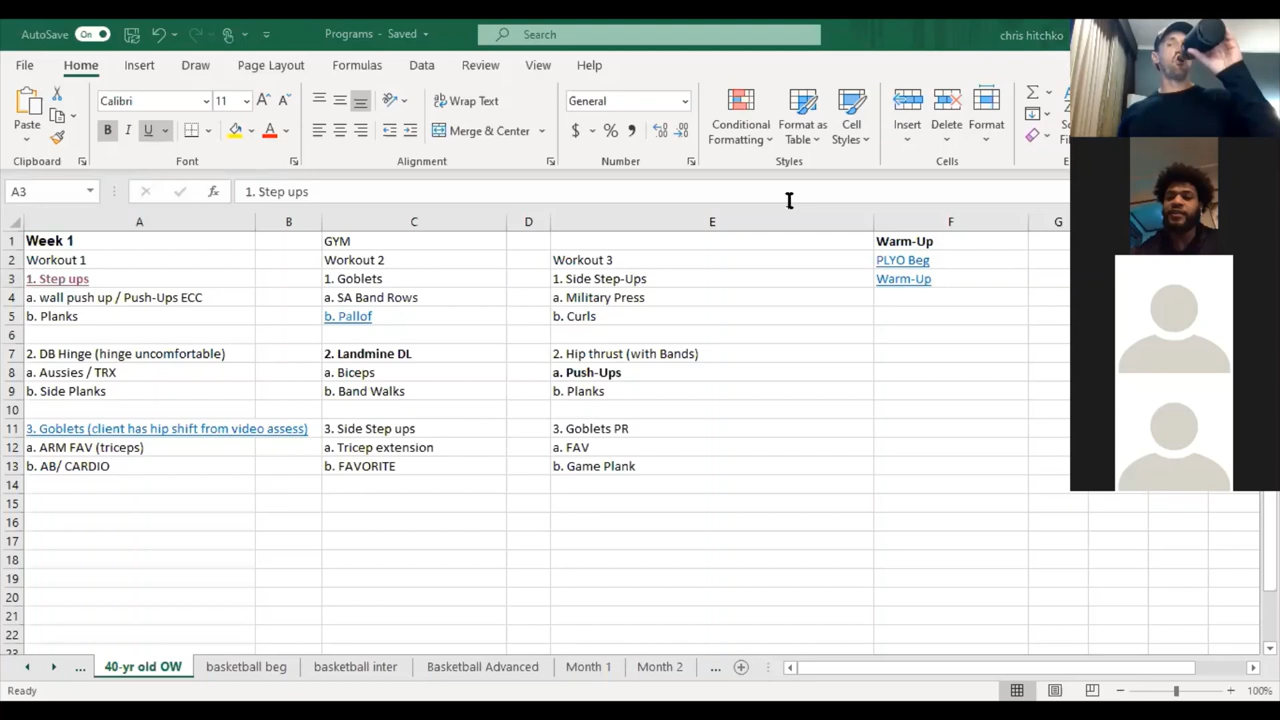 AutoSave On Programs - Saved Search chris hitchko
File Home Insert Draw Page Layout Formulas Data Review View Help
Calibri 11 Wrap Text General
Paste B I U Merge & Center $ % Conditional Formatting Format as Table Cell Styles Insert Delete Format
Clipboard Font Alignment Number Styles Cells
A3 fx 1. Step ups
A B C D E F G
1 Week 1 GYM Warm-Up
2 Workout 1 Workout 2 Workout 3 PLYO Beg
3 1. Step ups 1. Goblets 1. Side Step-Ups Warm-Up
4 a. wall push up / Push-Ups ECC a. SA Band Rows a. Military Press
5 b. Planks b. Pallof b. Curls
6
7 2. DB Hinge (hinge uncomfortable) 2. Landmine DL 2. Hip thrust (with Bands)
8 a. Aussies / TRX a. Biceps a. Push-Ups
9 b. Side Planks b. Band Walks b. Planks
10
11 3. Goblets (client has hip shift from video assess) 3. Side Step ups 3. Goblets PR
12 a. ARM FAV (triceps) a. Tricep extension a. FAV
13 b. AB/ CARDIO b. FAVORITE b. Game Plank
14
15
16
17
18
19
20
21
22
... 40-yr old OW basketball beg basketball inter Basketball Advanced Month 1 Month 2 ...
Ready 100%